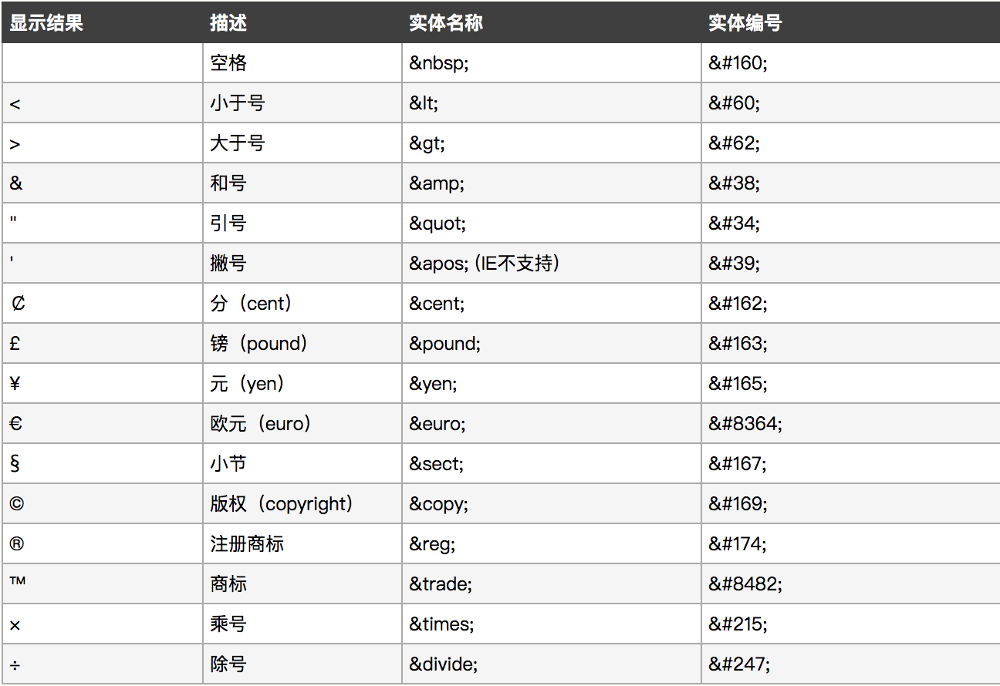 显示结果 描述 实体名称 实体编号
空格 &nbsp; &#160;
< 小于号 &lt; &#60;
> 大于号 &gt; &#62;
& 和号 &amp; &#38;
" 引号 &quot; &#34;
' 撇号 &apos; (IE不支持) &#39;
₵ 分（cent） &cent; &#162;
£ 镑（pound） &pound; &#163;
¥ 元（yen） &yen; &#165;
€ 欧元（euro） &euro; &#8364;
§ 小节 &sect; &#167;
© 版权（copyright） &copy; &#169;
® 注册商标 &reg; &#174;
™ 商标 &trade; &#8482;
× 乘号 &times; &#215;
÷ 除号 &divide; &#247;